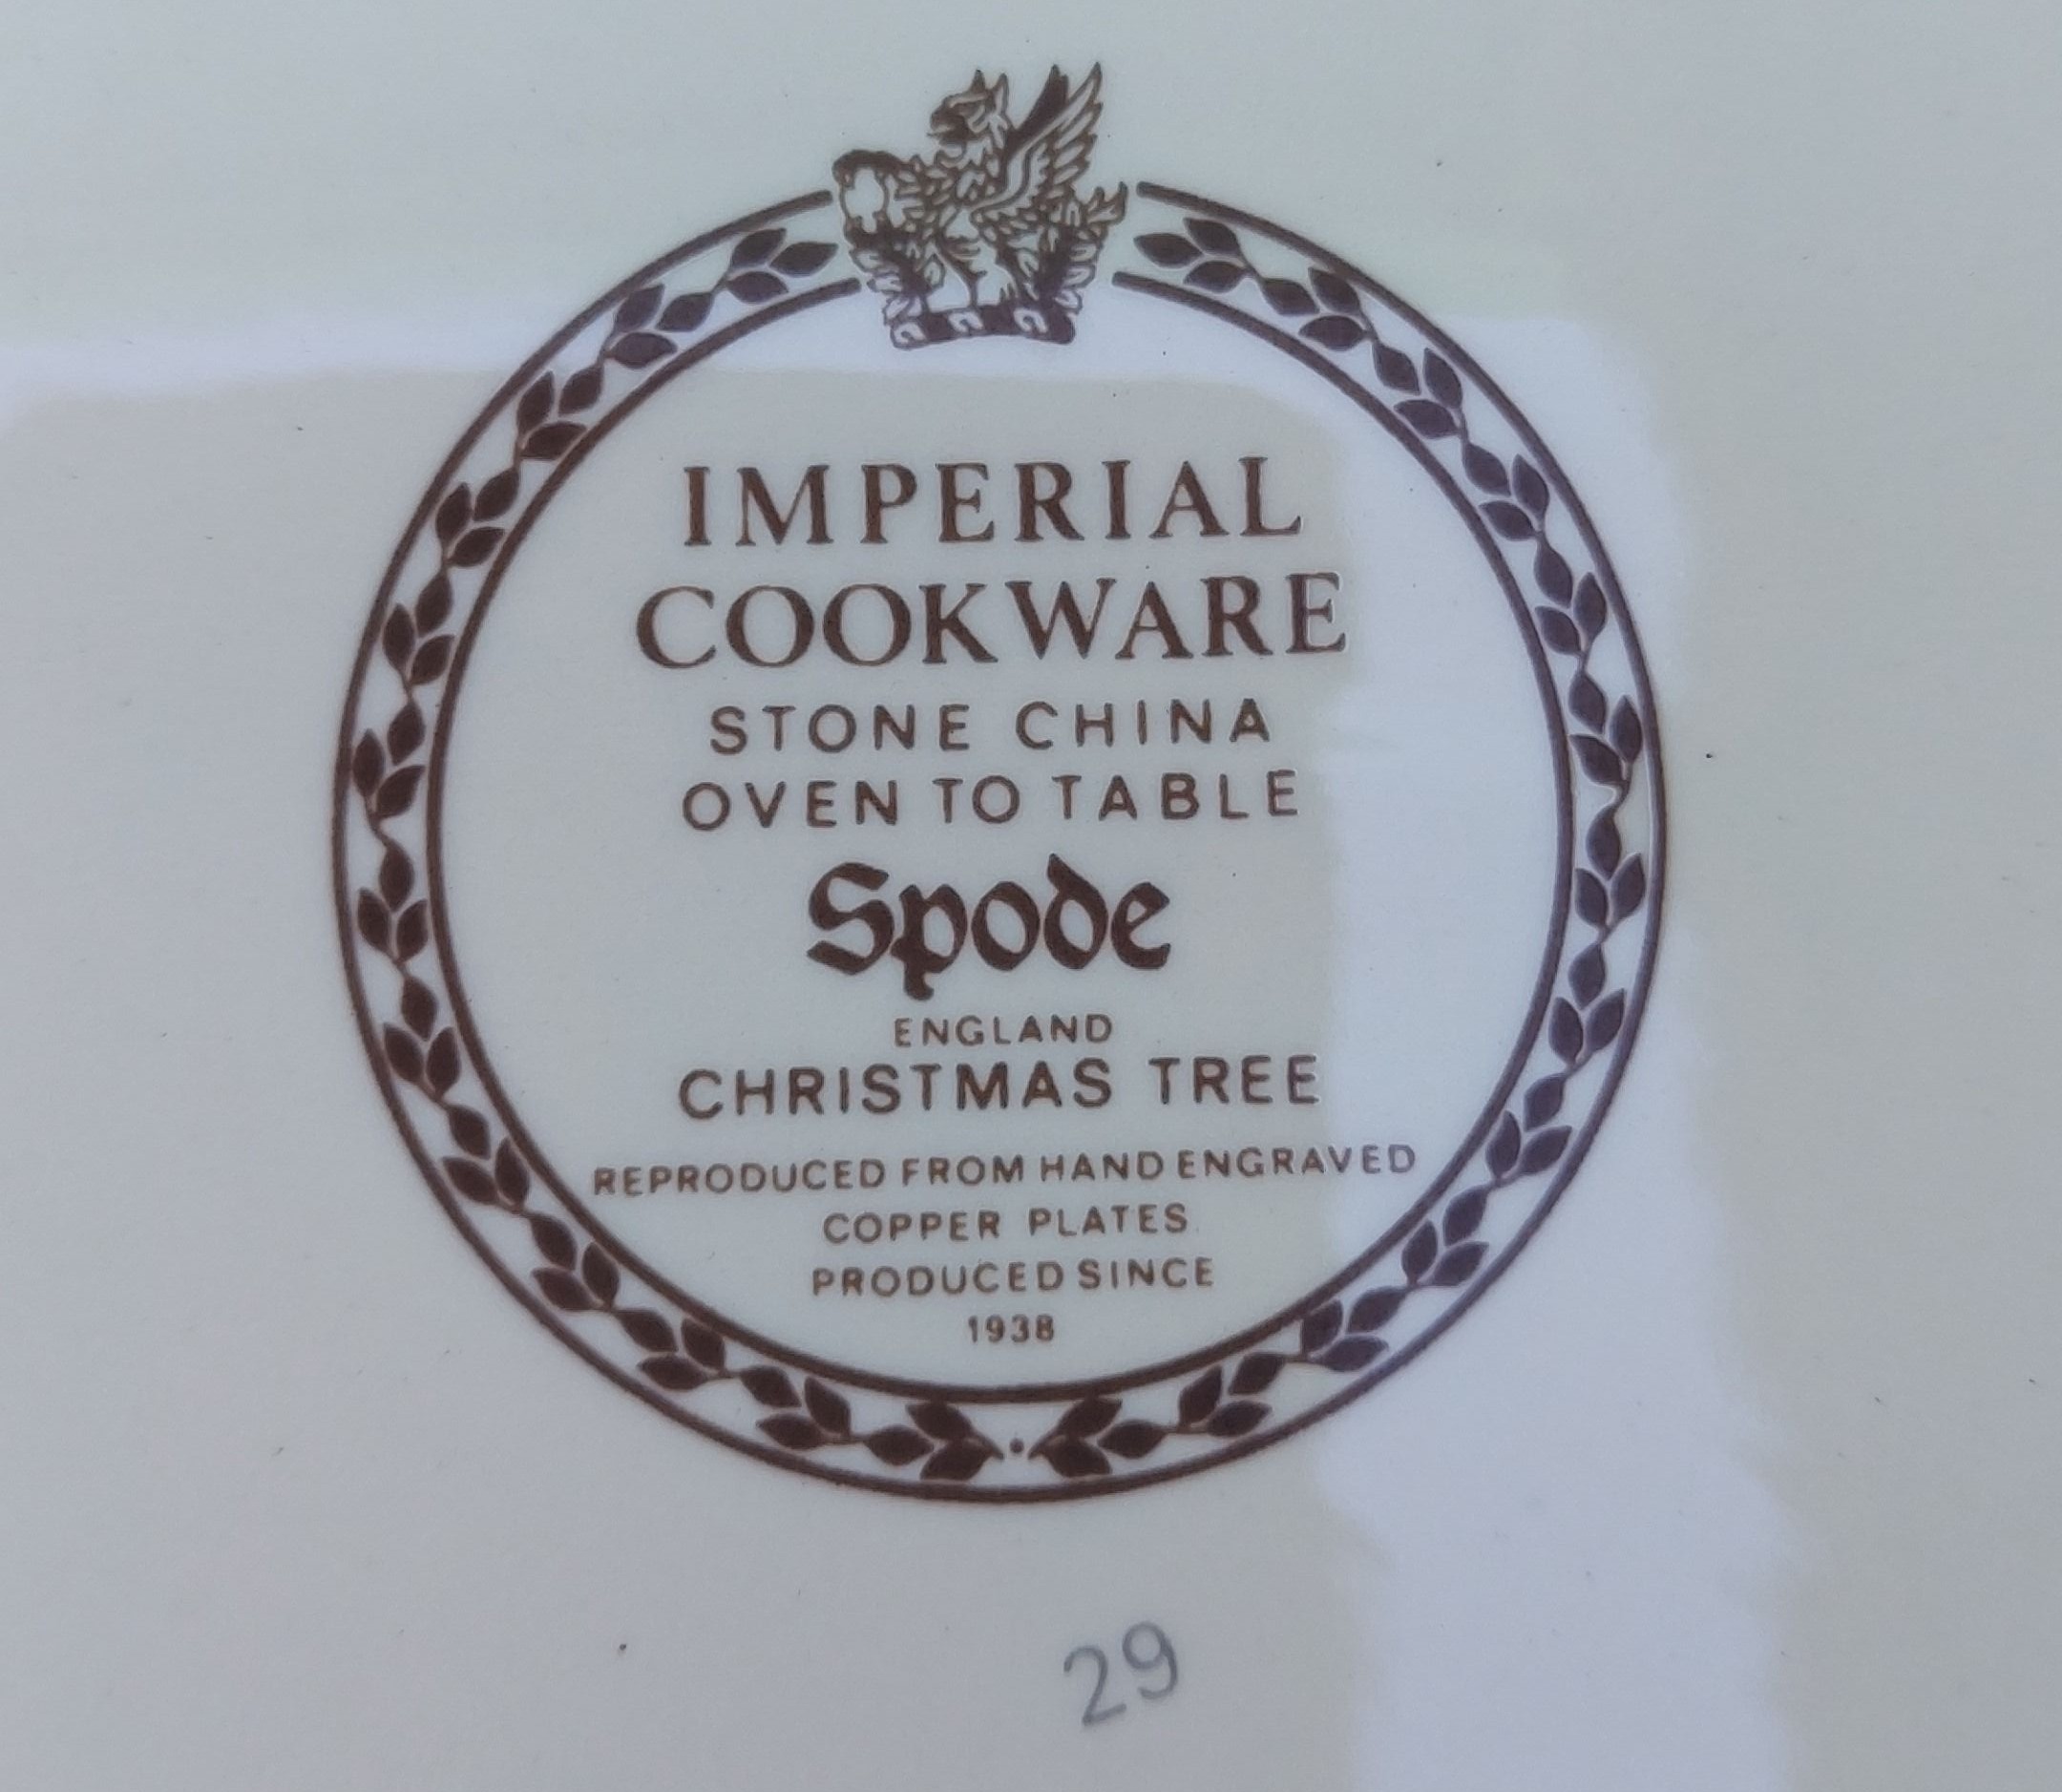 IMPERIAL
COOKWARE
STONE CHINA
OVEN TO TABLE
Spode
ENGLAND
CHRISTMAS TREE
REPRODUCED FROM HAND ENGRAVED
COPPER PLATES
PRODUCED SINCE
1938
29